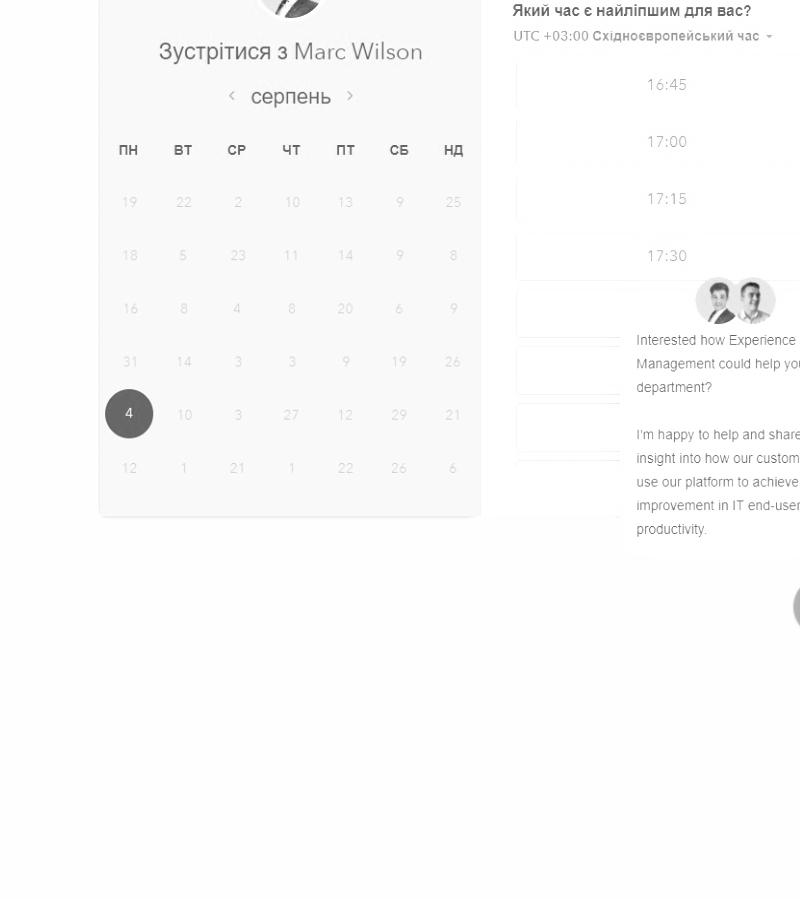 Зустрітися з Marc Wilson
серпень
ПН ВТ СР ЧТ ПТ СБ НД
19 22 2 10 13 9 25
18 5 23 11 14 9 8
16 8 4 8 20 6 9
31 14 3 3 9 19 26
4 10 3 27 12 29 21
12 1 21 1 22 26 6
Який час є найліпшим для вас?
UTC +03:00 Східноєвропейський час
16:45
17:00
17:15
17:30
Interested how Experience
Management could help you
department?
I'm happy to help and share
insight into how our custom
use our platform to achieve
improvement in IT end-user
productivity.